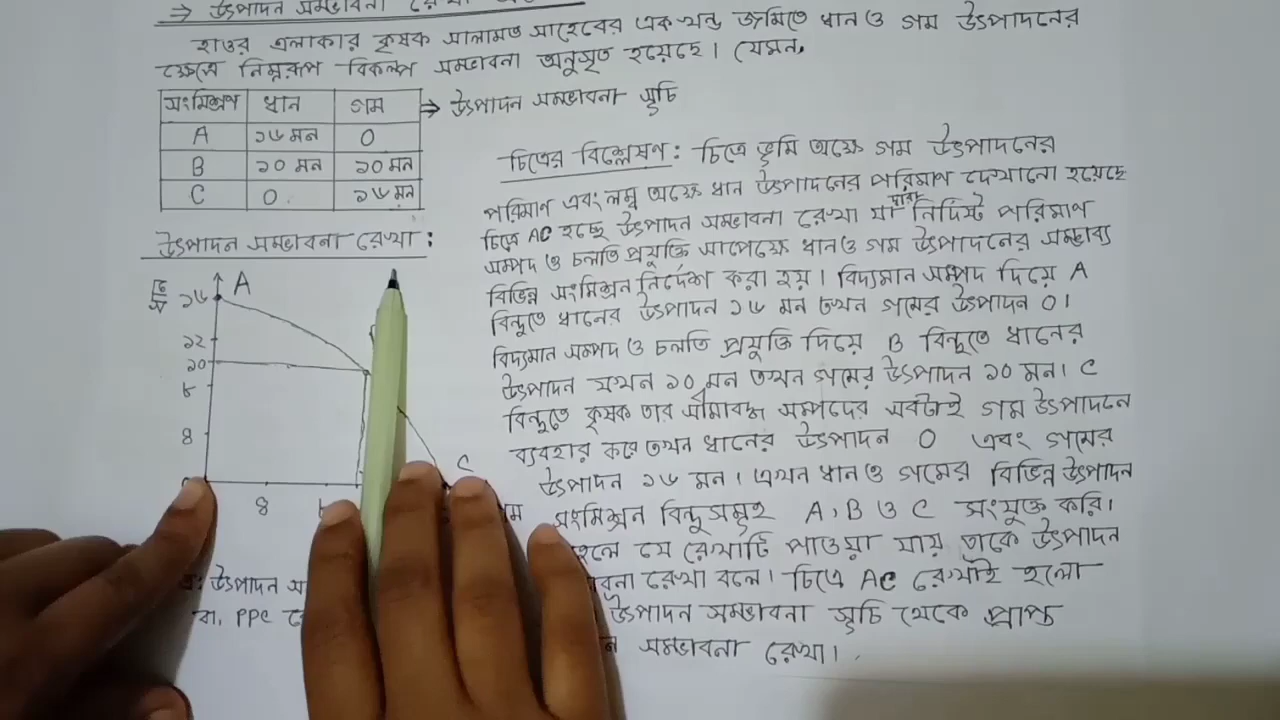 ⇒ উৎপাদন সম্ভাবনা রেখা
হাওর এলাকার কৃষক সালামত সাহেবের এক খন্ড জমিতে ধান ও গম উৎপাদনের
ক্ষেত্রে নিম্নরূপ বিকল্প সম্ভাবনা অনুসৃত হয়েছে। যেমন,
সংমিশ্রণ ধান গম ⇒ উৎপাদন সম্ভাবনা সূচি
A ১৬ মন 0
B ১০ মন ১০ মন
C 0 ১৬ মন
উৎপাদন সম্ভাবনা রেখা :
ধান
১৬ A
১২
১০
৮
৪
৪
C
চিত্রের বিশ্লেষণ : চিত্রে ভূমি অক্ষে গম উৎপাদনের
পরিমাণ এবং লম্ব অক্ষে ধান উৎপাদনের পরিমাণ দেখানো হয়েছে
চিত্রে AC হচ্ছে উৎপাদন সম্ভাবনা রেখা যা দ্বারা নির্দিষ্ট পরিমাণ
সম্পদ ও চলতি প্রযুক্তি সাপেক্ষে ধান ও গম উৎপাদনের সম্ভাব্য
বিভিন্ন সংমিশ্রন নির্দেশ করা হয়। বিদ্যমান সম্পদ দিয়ে A
বিন্দুতে ধানের উৎপাদন ১৬ মন তখন গমের উৎপাদন 0।
বিদ্যমান সম্পদ ও চলতি প্রযুক্তি দিয়ে B বিন্দুতে ধানের
উৎপাদন যখন ১০ মন তখন গমের উৎপাদন ১০ মন। C
বিন্দুতে কৃষক তার সীমাবদ্ধ সম্পদের সবটাই গম উৎপাদনে
ব্যবহার করে তখন ধানের উৎপাদন 0 এবং গমের
উৎপাদন ১৬ মন। এখন ধান ও গমের বিভিন্ন উৎপাদন
সংমিশ্রন বিন্দুসমূহ A, B ও C সংযুক্ত করি।
যে রেখাটি পাওয়া যায় তাকে উৎপাদন
রেখা বলে। চিত্রে AC রেখাই হলো
উৎপাদন সম্ভাবনা সূচি থেকে প্রাপ্ত
সম্ভাবনা রেখা।
উৎপাদন
বা, PPC